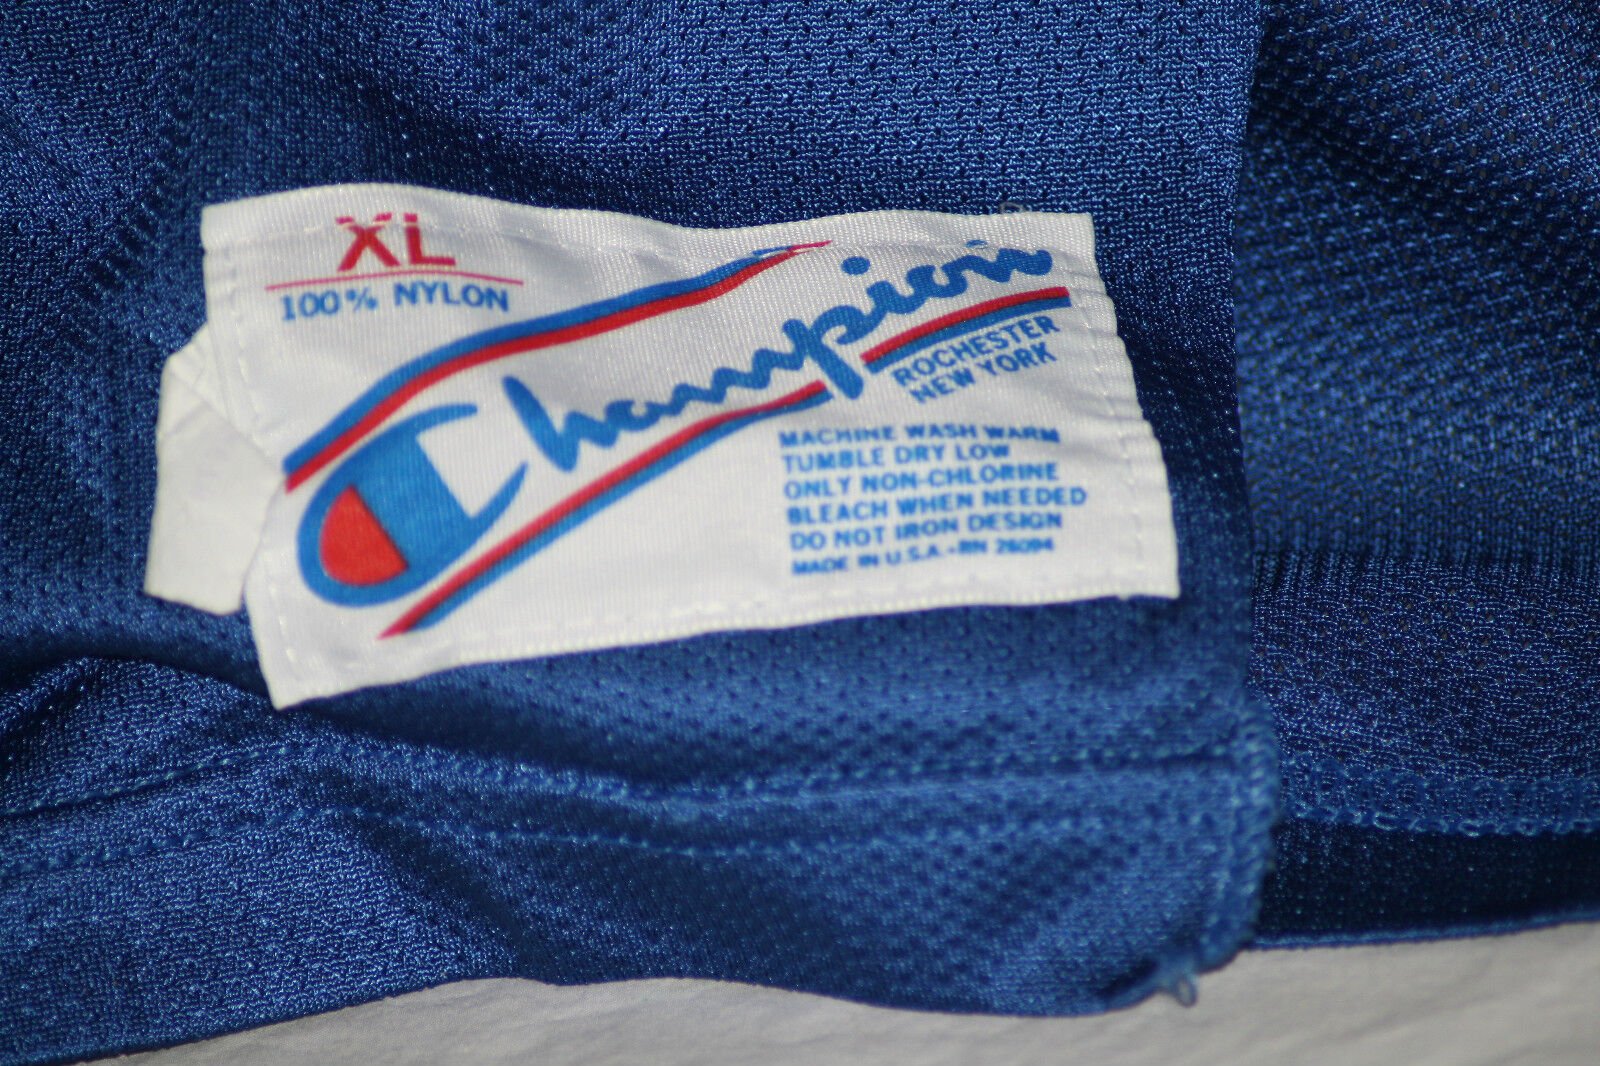 XL
100% NYLON
Champion
ROCHESTER
NEW YORK
MACHINE WASH WARM
TUMBLE DRY LOW
ONLY NON-CHLORINE
BLEACH WHEN NEEDED
DO NOT IRON DESIGN
MADE IN U.S.A.-RN 26094